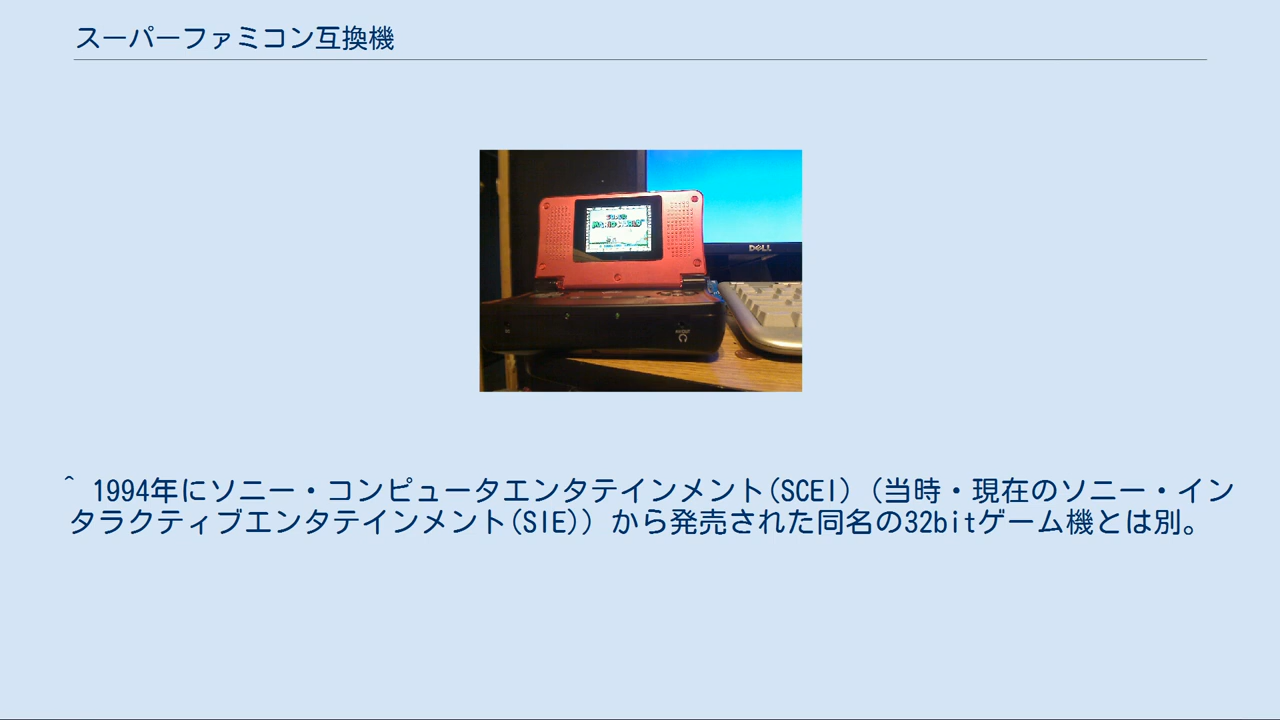 スーパーファミコン互換機
SUPER
MARIO WORLD
DELL
^ 1994年にソニー・コンピュータエンタテインメント(SCEI) (当時・現在のソニー・イン
タラクティブエンタテインメント(SIE)) から発売された同名の32bitゲーム機とは別。